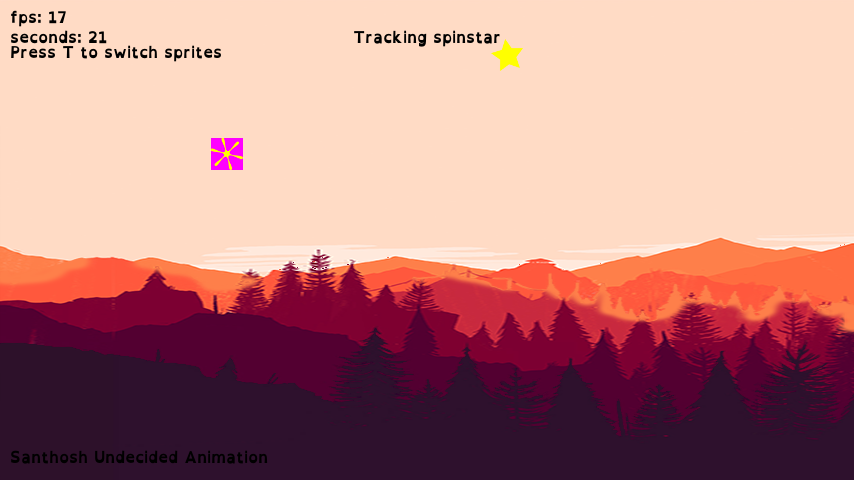 fps: 17
seconds: 21
Press T to switch sprites
Tracking spinstar
Santhosh Undecided Animation